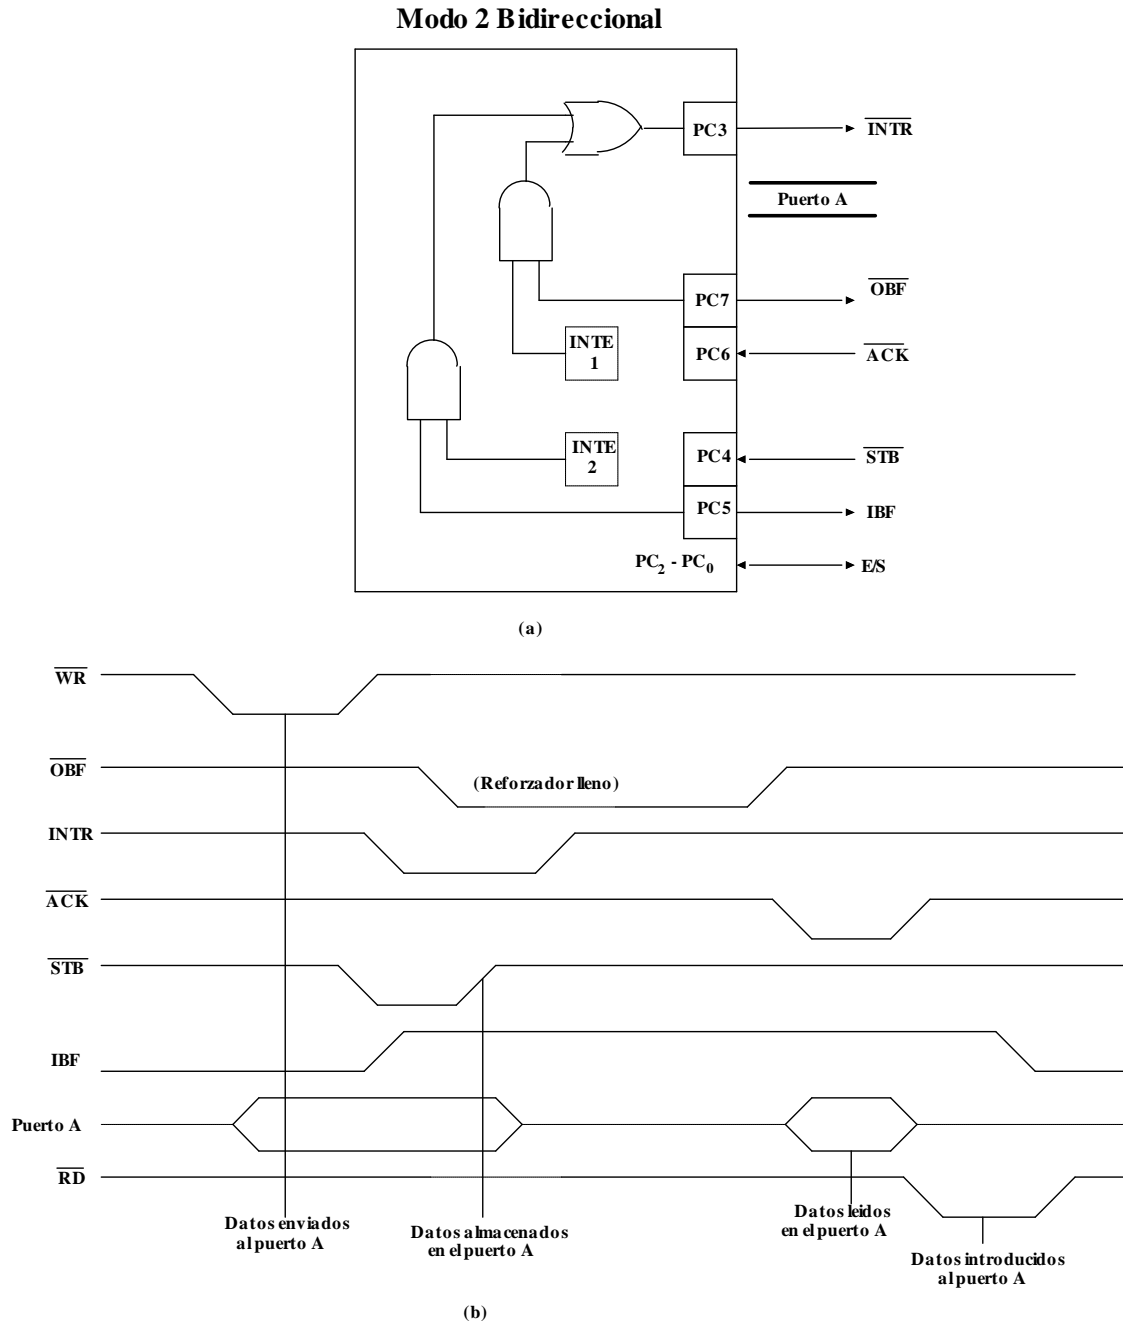 Modo 2 Bidireccional
PC3
INTR
Puerto A
PC7
OBF
INTE
1
PC6
ACK
INTE
2
PC4
STB
PC5
IBF
PC2 - PC0
E/S
(a)
WR
OBF
(Reforzador lleno)
INTR
ACK
STB
IBF
Puerto A
RD
Datos enviados
al puerto A
Datos almacenados
en el puerto A
Datos leidos
en el puerto A
Datos introducidos
al puerto A
(b)